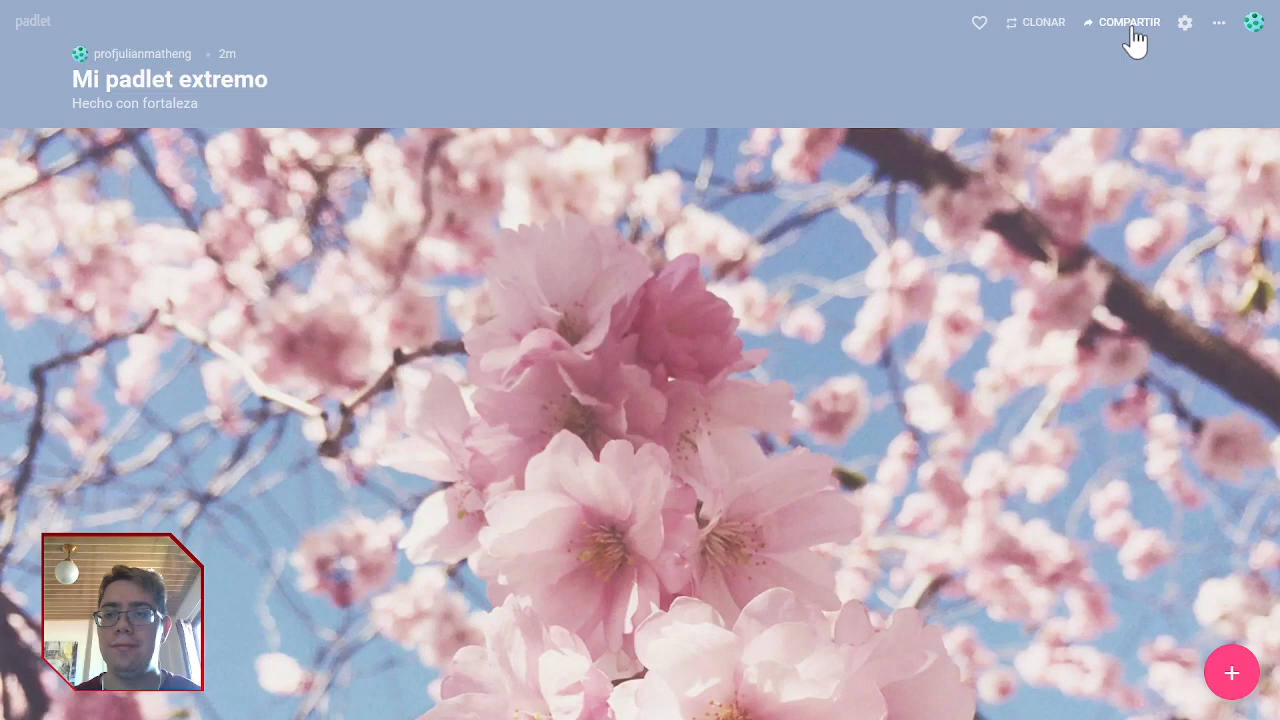 padlet
CLONAR COMPARTIR
profjulianmatheng • 2m
Mi padlet extremo
Hecho con fortaleza